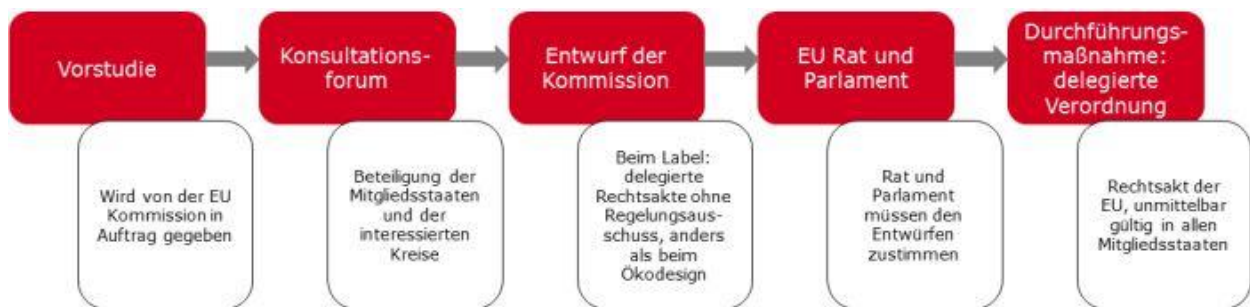 Vorstudie
Konsultations-
forum
Entwurf der
Kommission
EU Rat und
Parlament
Durchführungs-
maßnahme:
delegierte
Verordnung
Wird von der EU
Kommission in
Auftrag gegeben
Beteiligung der
Mitgliedsstaaten
und der
interessierten
Kreise
Beim Label:
delegierte
Rechtsakte ohne
Regelungsaus-
schuss, anders
als beim
Ökodesign
Rat und
Parlament
müssen den
Entwürfen
zustimmen
Rechtsakt der
EU, unmittelbar
gültig in allen
Mitgliedsstaaten